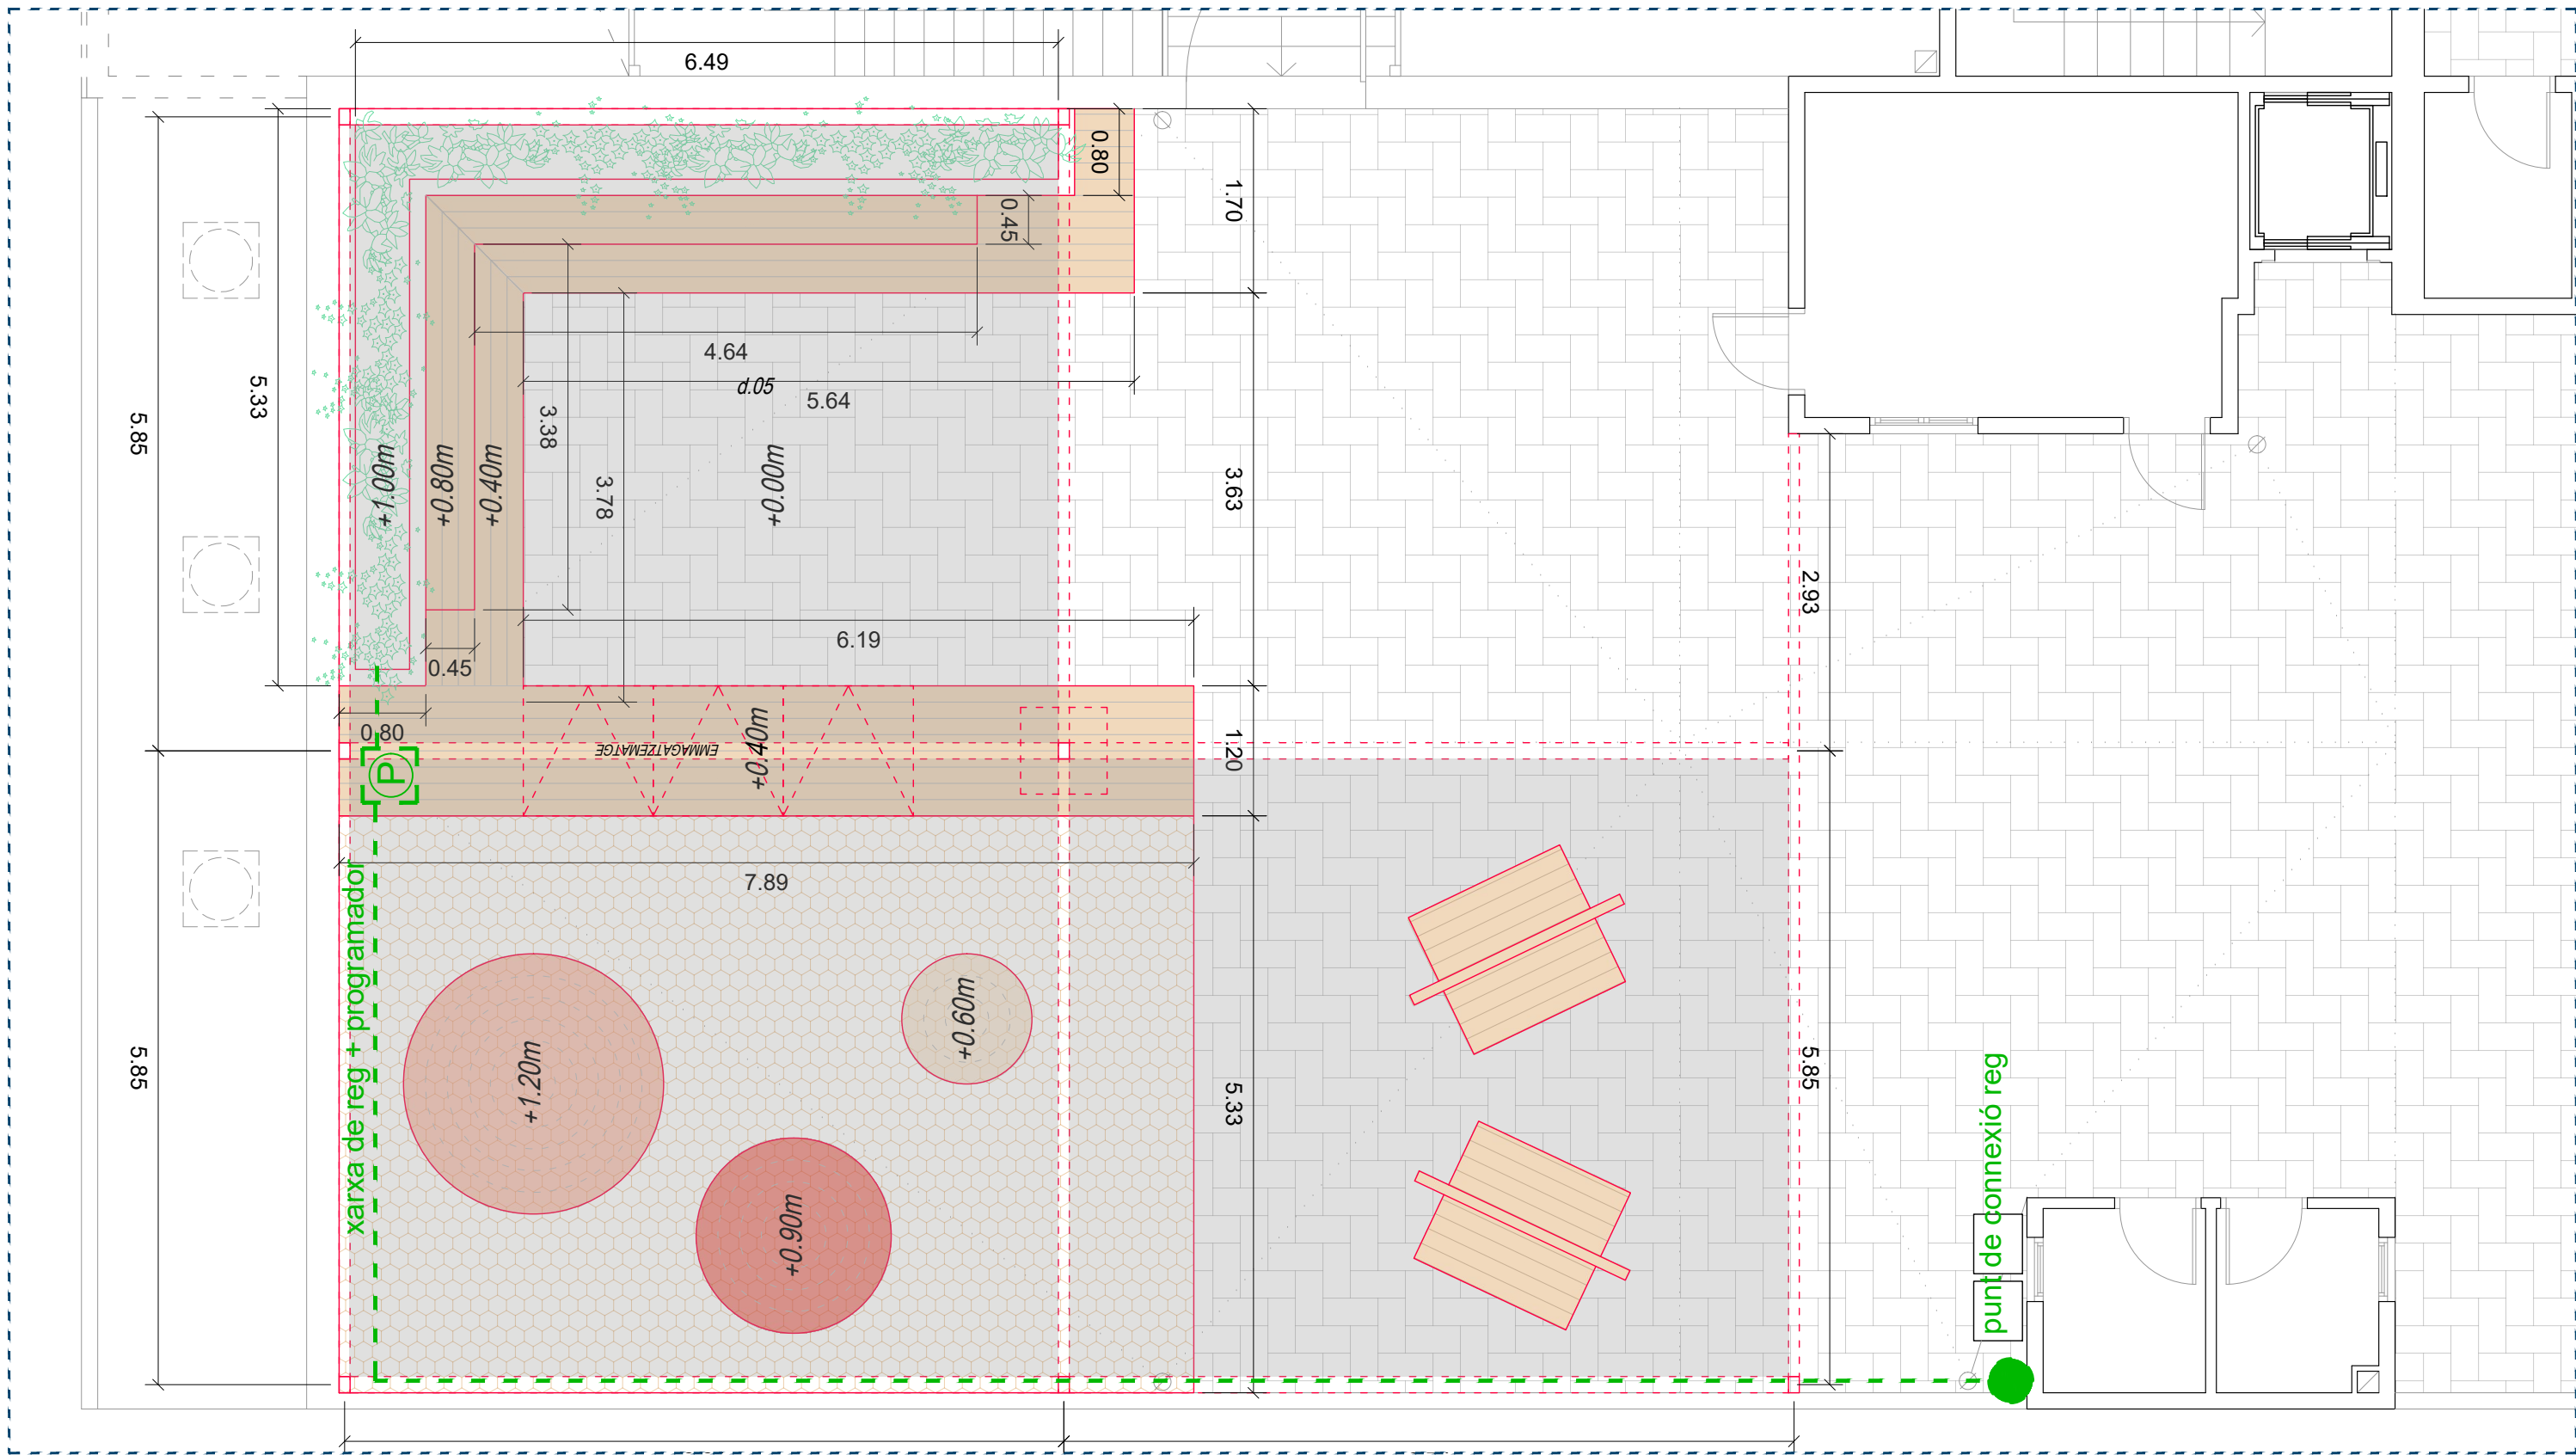 6.49
0.80
1.70
0.45
5.33
5.85
4.64
p.05
5.64
3.38
3.78
+1.00m
+0.80m
+0.40m
+0.00m
3.63
2.93
6.19
0.45
0.80
EMMAGATZEMATGE
+0.40m
1.20
P
7.89
xarxa de reg + programador
+0.60m
+1.20m
+0.90m
5.85
5.33
5.85
punt de connexió reg